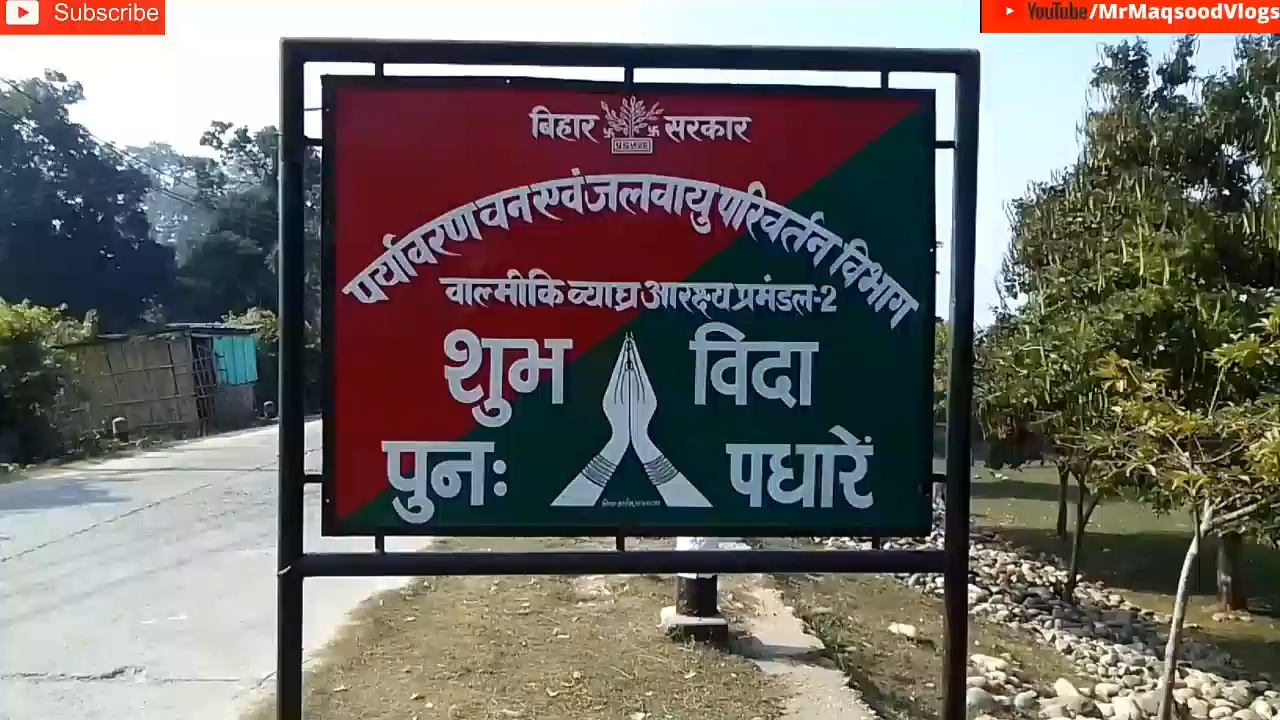 Subscribe
YouTube/MrMaqsoodVlogs
बिहार सरकार
पर्यावरण वन एवं जलवायु परिवर्तन विभाग
वाल्मीकि व्याघ्र आरक्ष्य प्रमंडल-2
शुभ विदा
पुनः पधारें